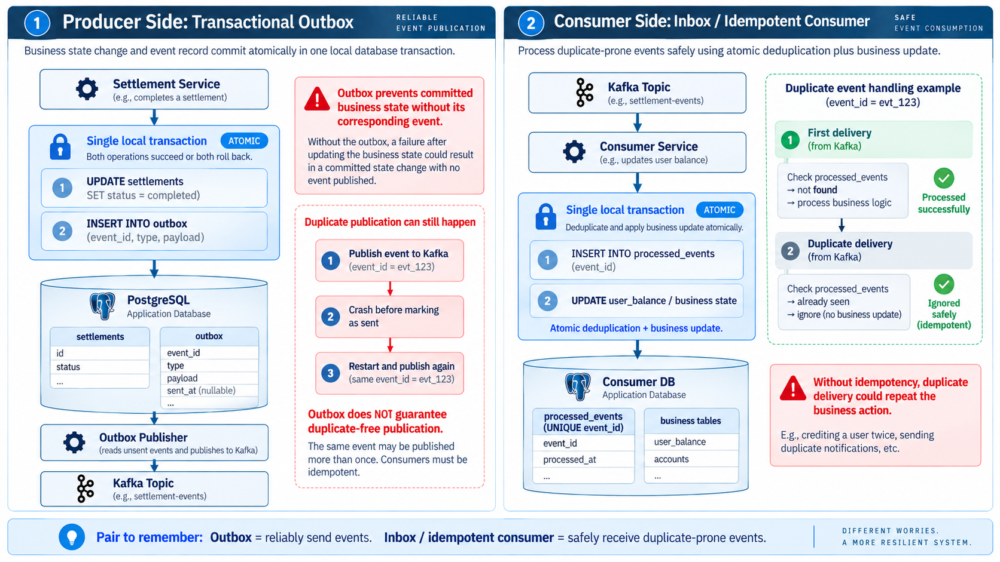 1
Producer Side: Transactional Outbox
RELIABLE
EVENT PUBLICATION
Business state change and event record commit atomically in one local database transaction.
Settlement Service
(e.g., completes a settlement)
Single local transaction
ATOMIC
Both operations succeed or both roll back.
1
UPDATE settlements
SET status = completed)
2
INSERT INTO outbox
(event_id, type, payload)
PostgreSQL
Application Database
settlements
id
status
...
outbox
event_id
type
payload
sent_at (nullable)
...
Outbox Publisher
(reads unsent events and publishes to Kafka)
Kafka Topic
(e.g., settlement-events)
Outbox prevents committed
business state without its
corresponding event.
Without the outbox, a failure after
updating the business state could result
in a committed state change with no
event published.
Duplicate publication can still happen
1
Publish event to Kafka
(event_id = evt_123)
2
Crash before marking
as sent
3
Restart and publish again
(same event_id = evt_123)
Outbox does NOT guarantee
duplicate-free publication.
The same event may be published
more than once. Consumers must be
idempotent.
2
Consumer Side: Inbox / Idempotent Consumer
SAFE
EVENT CONSUMPTION
Process duplicate-prone events safely using atomic deduplication plus business update.
Kafka Topic
(e.g., settlement-events)
Consumer Service
(e.g., updates user balance)
Single local transaction
ATOMIC
Deduplicate and apply business update atomically.
1
INSERT INTO processed_events
(event_id)
2
UPDATE user_balance / business state
Atomic deduplication + business update.
Consumer DB
Application Database
processed_events
(UNIQUE event_id)
event_id
processed_at
...
business tables
user_balance
accounts
...
Duplicate event handling example
(event_id = evt_123)
1
First delivery
(from Kafka)
Check processed_events
→ not found
→ process business logic
Processed
successfully
2
Duplicate delivery
(from Kafka)
Check processed_events
→ already seen
→ ignore (no business update)
Ignored
safely
(idempotent)
Without idempotency, duplicate
delivery could repeat the
business action.
E.g., crediting a user twice, sending
duplicate notifications, etc.
Pair to remember: Outbox = reliably send events. Inbox / idempotent consumer = safely receive duplicate-prone events.
DIFFERENT WORRIES.
A MORE RESILIENT SYSTEM.